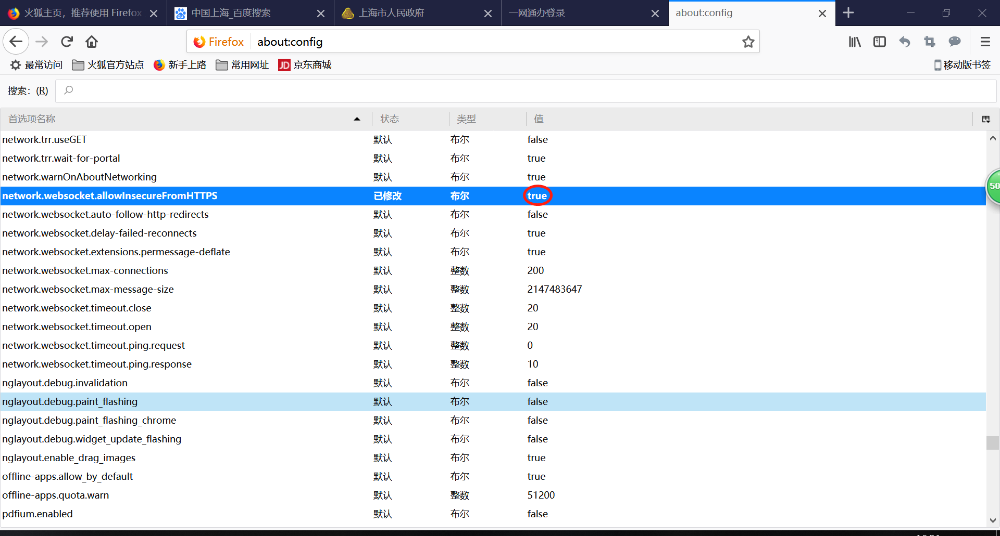 火狐主页，推荐使用 Firefox
中国上海_百度搜索
上海市人民政府
一网通办登录
about:config
Firefox
about:config
最常访问
火狐官方站点
新手上路
常用网址
JD
京东商城
移动版书签
搜索：(R)
首选项名称 状态 类型 值
network.trr.useGET 默认 布尔 false
network.trr.wait-for-portal 默认 布尔 true
network.warnOnAboutNetworking 默认 布尔 true
network.websocket.allowInsecureFromHTTPS 已修改 布尔 true
50
network.websocket.auto-follow-http-redirects 默认 布尔 false
network.websocket.delay-failed-reconnects 默认 布尔 true
network.websocket.extensions.permessage-deflate 默认 布尔 true
network.websocket.max-connections 默认 整数 200
network.websocket.max-message-size 默认 整数 2147483647
network.websocket.timeout.close 默认 整数 20
network.websocket.timeout.open 默认 整数 20
network.websocket.timeout.ping.request 默认 整数 0
network.websocket.timeout.ping.response 默认 整数 10
nglayout.debug.invalidation 默认 布尔 false
nglayout.debug.paint_flashing 默认 布尔 false
nglayout.debug.paint_flashing_chrome 默认 布尔 false
nglayout.debug.widget_update_flashing 默认 布尔 false
nglayout.enable_drag_images 默认 布尔 true
offline-apps.allow_by_default 默认 布尔 true
offline-apps.quota.warn 默认 整数 51200
pdfium.enabled 默认 布尔 false